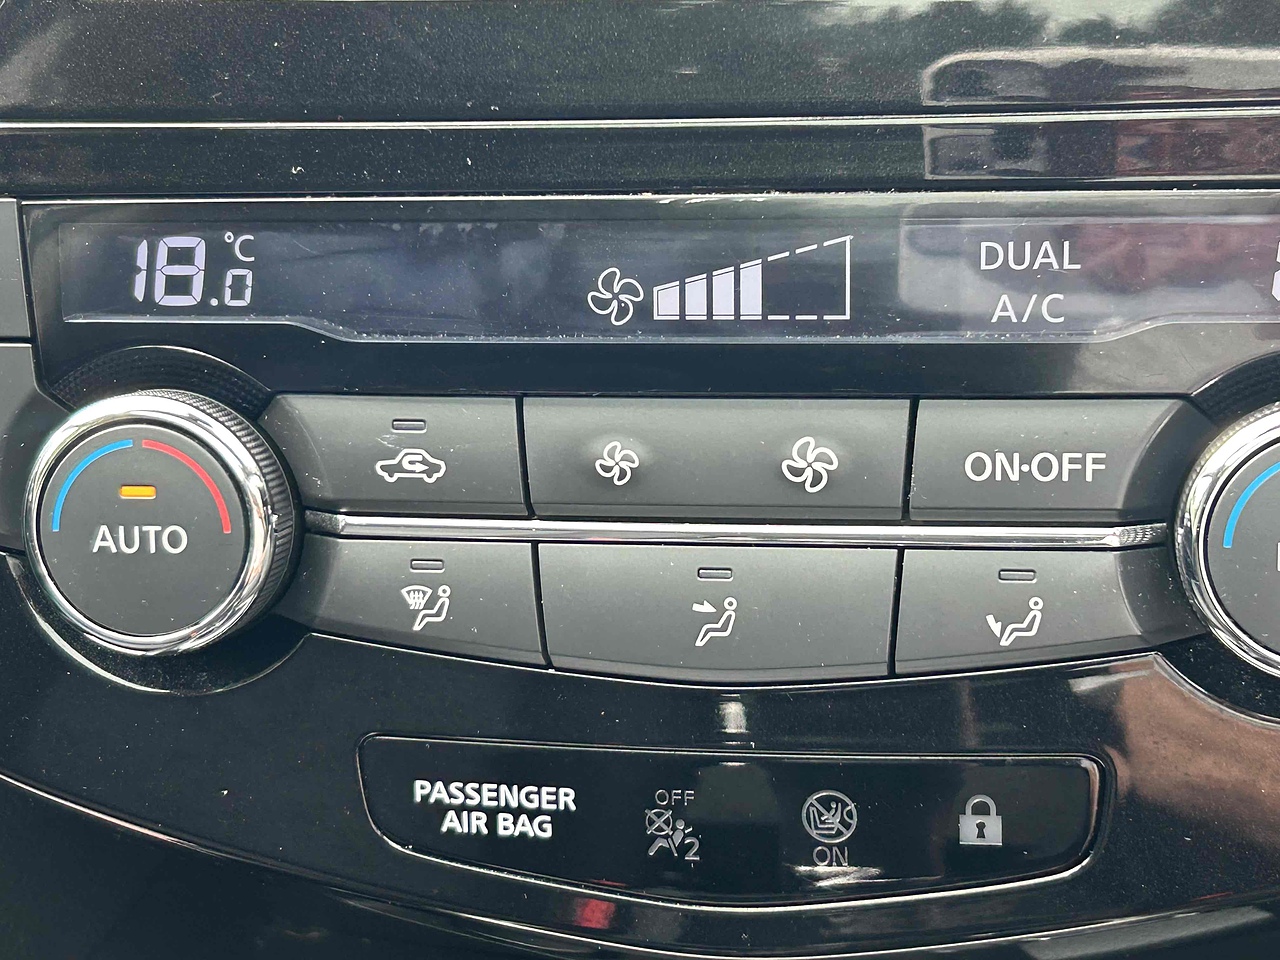 18.0 °C
DUAL
A/C
AUTO
ON•OFF
PASSENGER
AIR BAG
OFF
2
ON